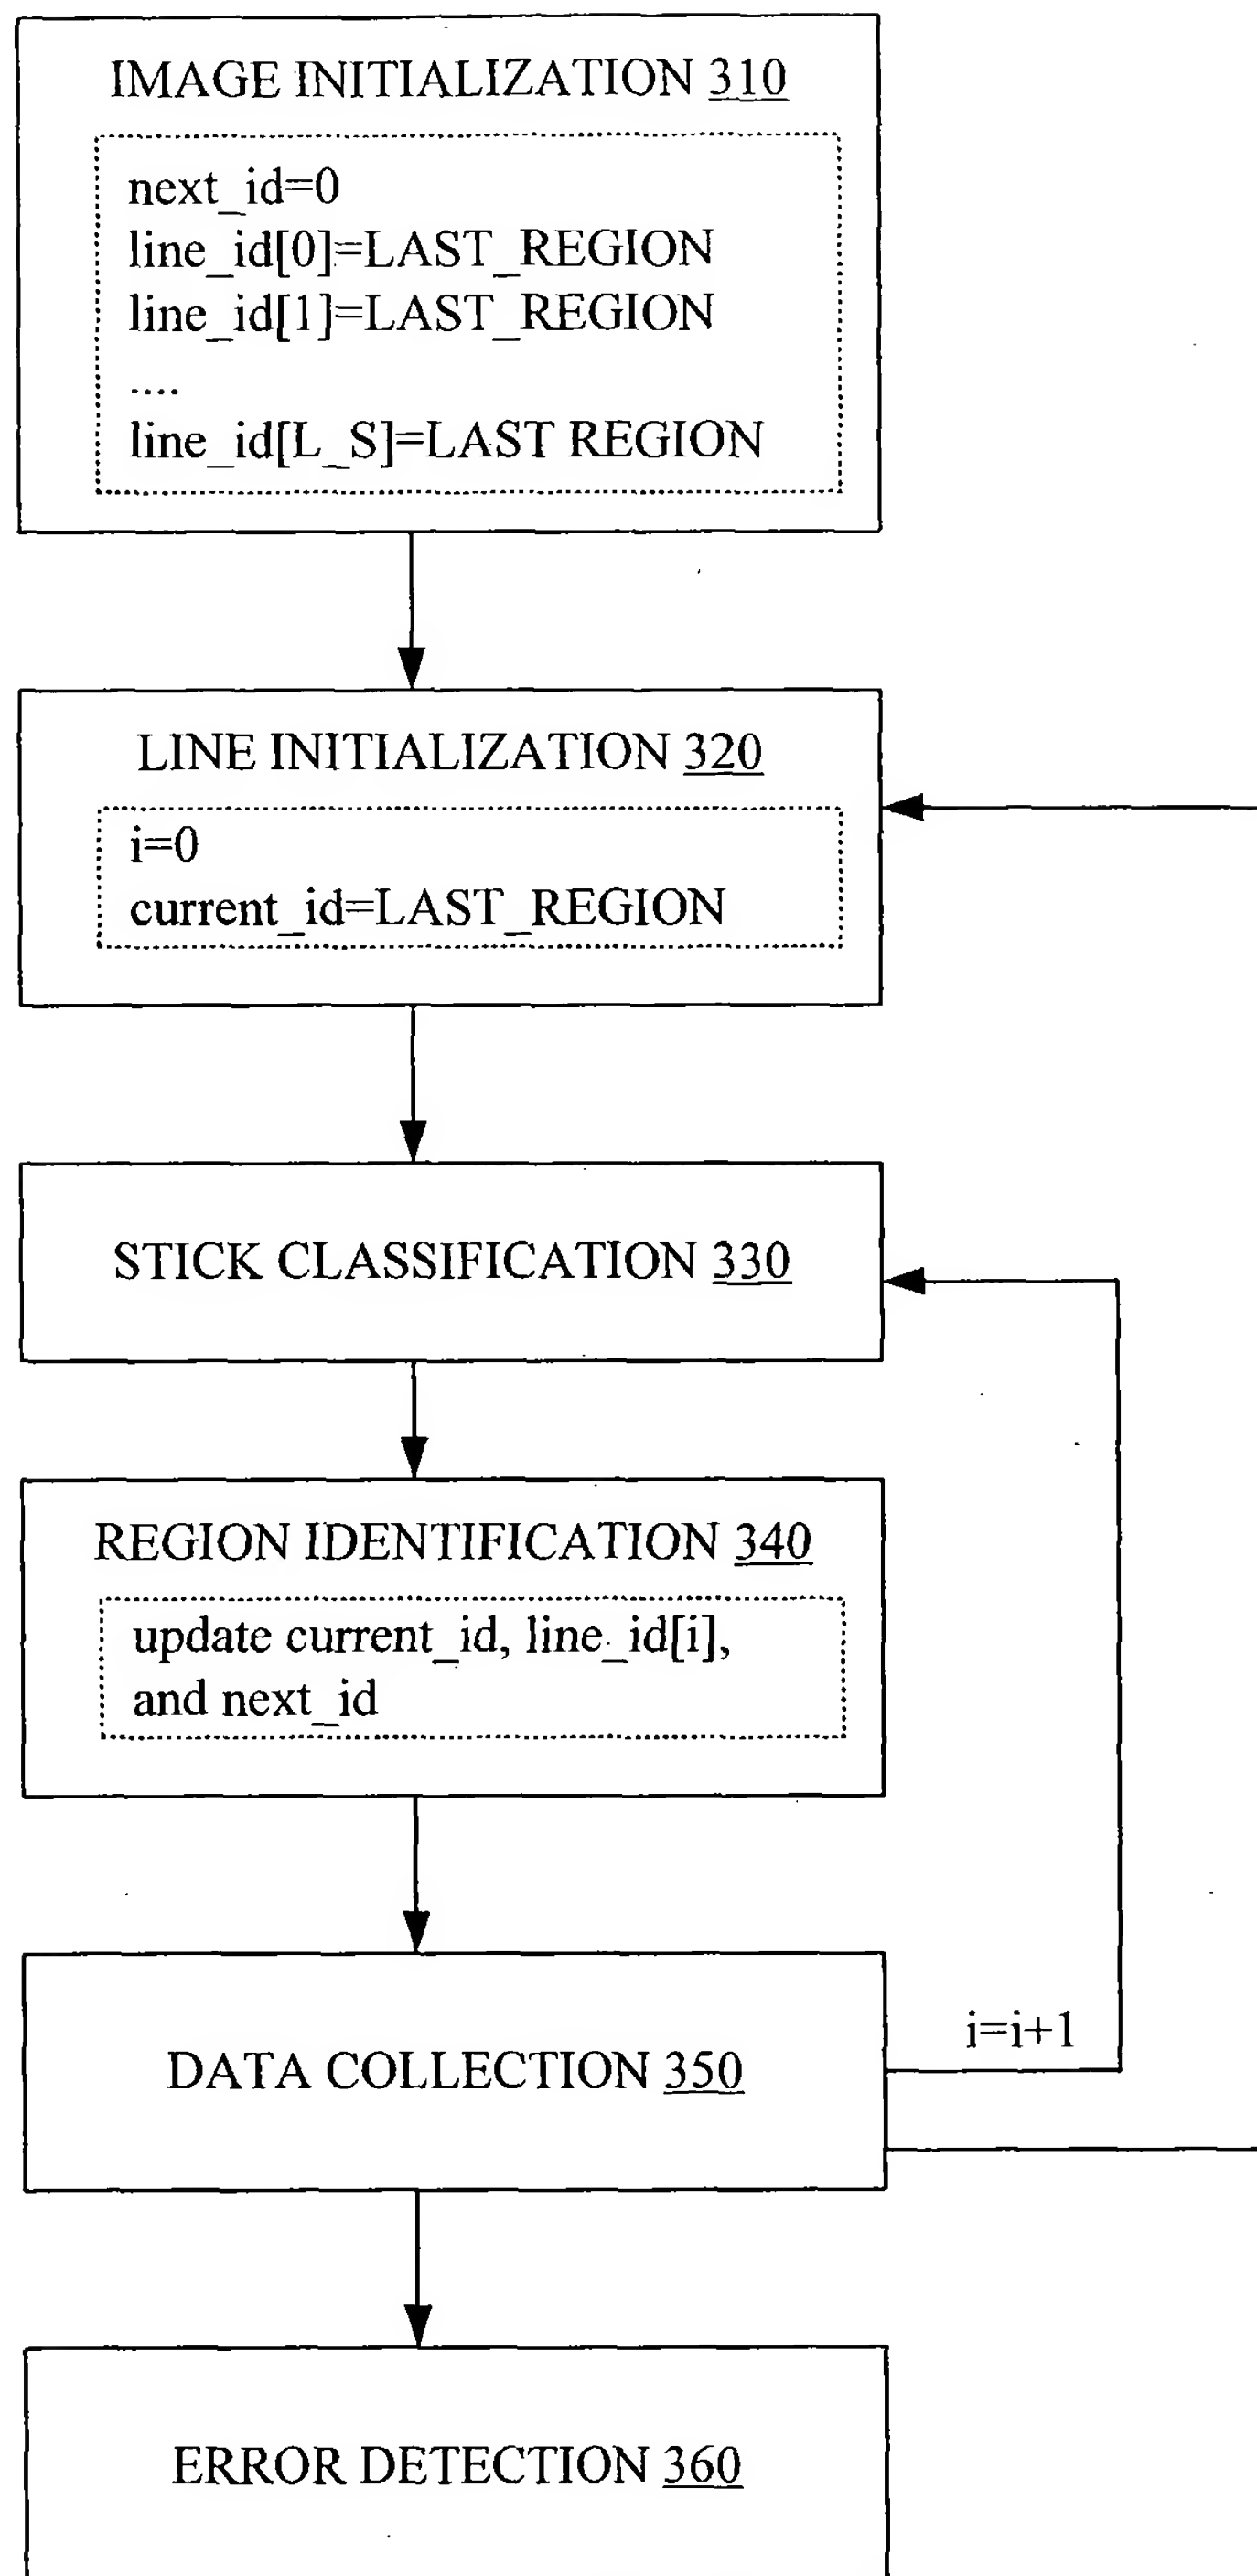 IMAGE INITIALIZATION 310
next_id=0
line_id[0]=LAST_REGION
line_id[1]=LAST_REGION
....
line_id[L_S]=LAST REGION
LINE INITIALIZATION 320
i=0
current_id=LAST_REGION
STICK CLASSIFICATION 330
REGION IDENTIFICATION 340
update current_id, line_id[i],
and next_id
DATA COLLECTION 350
i=i+1
ERROR DETECTION 360